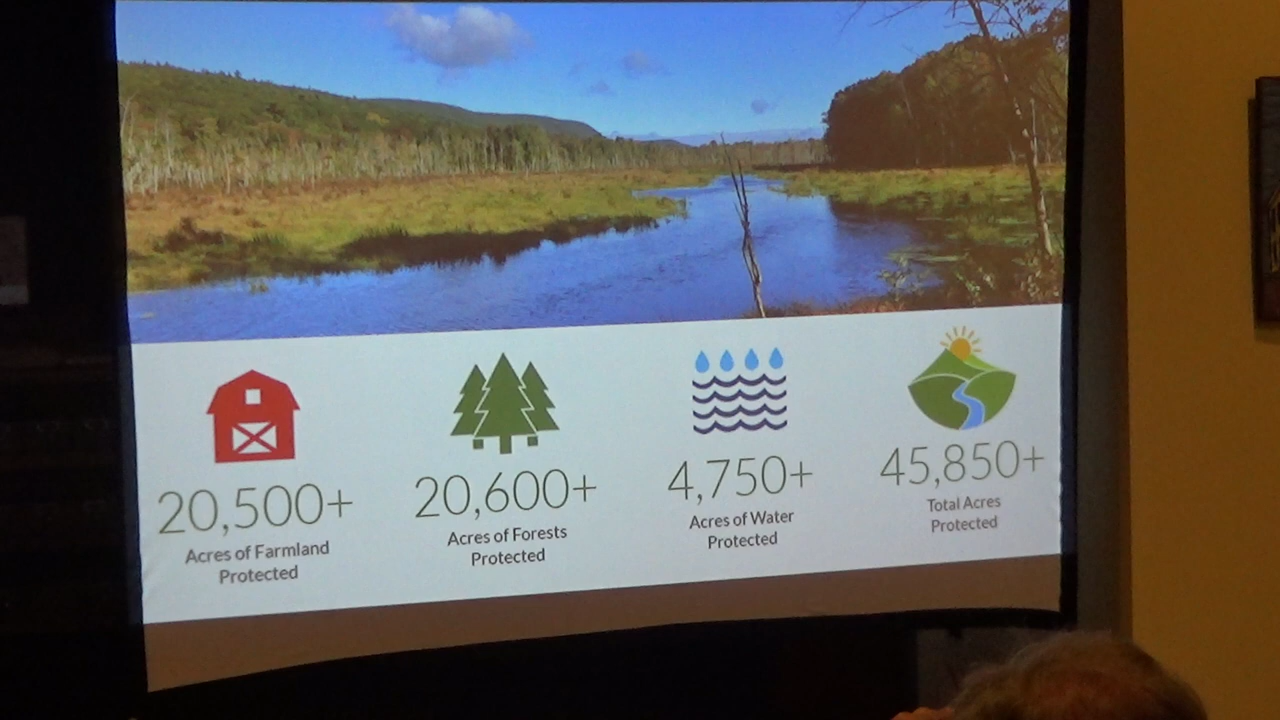 20,500+
Acres of Farmland
Protected
20,600+
Acres of Forests
Protected
4,750+
Acres of Water
Protected
45,850+
Total Acres
Protected